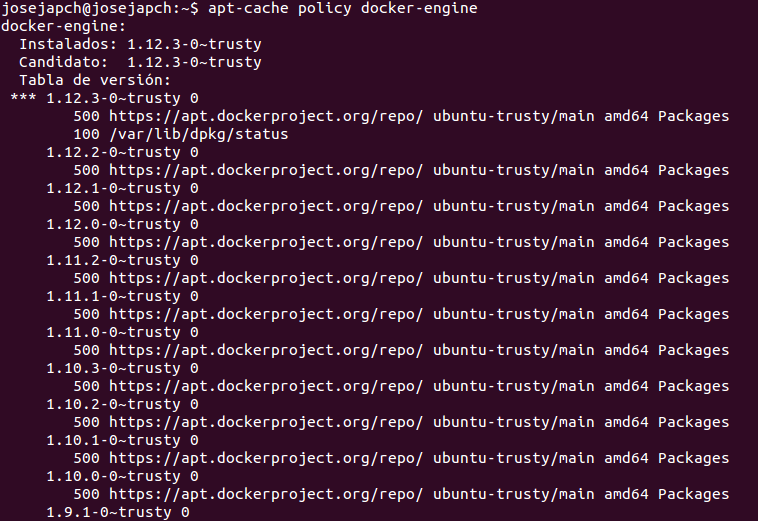 josejapch@josejapch:~$ apt-cache policy docker-engine
docker-engine:
  Instalados: 1.12.3-0~trusty
  Candidato:  1.12.3-0~trusty
  Tabla de versión:
 *** 1.12.3-0~trusty 0
        500 https://apt.dockerproject.org/repo/ ubuntu-trusty/main amd64 Packages
        100 /var/lib/dpkg/status
     1.12.2-0~trusty 0
        500 https://apt.dockerproject.org/repo/ ubuntu-trusty/main amd64 Packages
     1.12.1-0~trusty 0
        500 https://apt.dockerproject.org/repo/ ubuntu-trusty/main amd64 Packages
     1.12.0-0~trusty 0
        500 https://apt.dockerproject.org/repo/ ubuntu-trusty/main amd64 Packages
     1.11.2-0~trusty 0
        500 https://apt.dockerproject.org/repo/ ubuntu-trusty/main amd64 Packages
     1.11.1-0~trusty 0
        500 https://apt.dockerproject.org/repo/ ubuntu-trusty/main amd64 Packages
     1.11.0-0~trusty 0
        500 https://apt.dockerproject.org/repo/ ubuntu-trusty/main amd64 Packages
     1.10.3-0~trusty 0
        500 https://apt.dockerproject.org/repo/ ubuntu-trusty/main amd64 Packages
     1.10.2-0~trusty 0
        500 https://apt.dockerproject.org/repo/ ubuntu-trusty/main amd64 Packages
     1.10.1-0~trusty 0
        500 https://apt.dockerproject.org/repo/ ubuntu-trusty/main amd64 Packages
     1.10.0-0~trusty 0
        500 https://apt.dockerproject.org/repo/ ubuntu-trusty/main amd64 Packages
     1.9.1-0~trusty 0